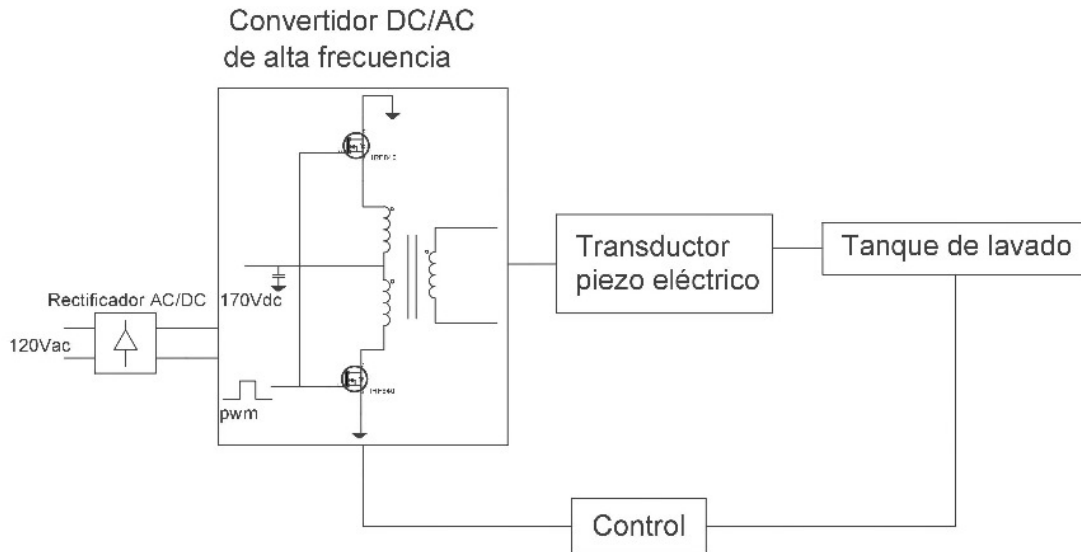 Convertidor DC/AC
de alta frecuencia
Transductor
piezo eléctrico
Tanque de lavado
Rectificador AC/DC
170Vdc
120Vac
pwm
Control